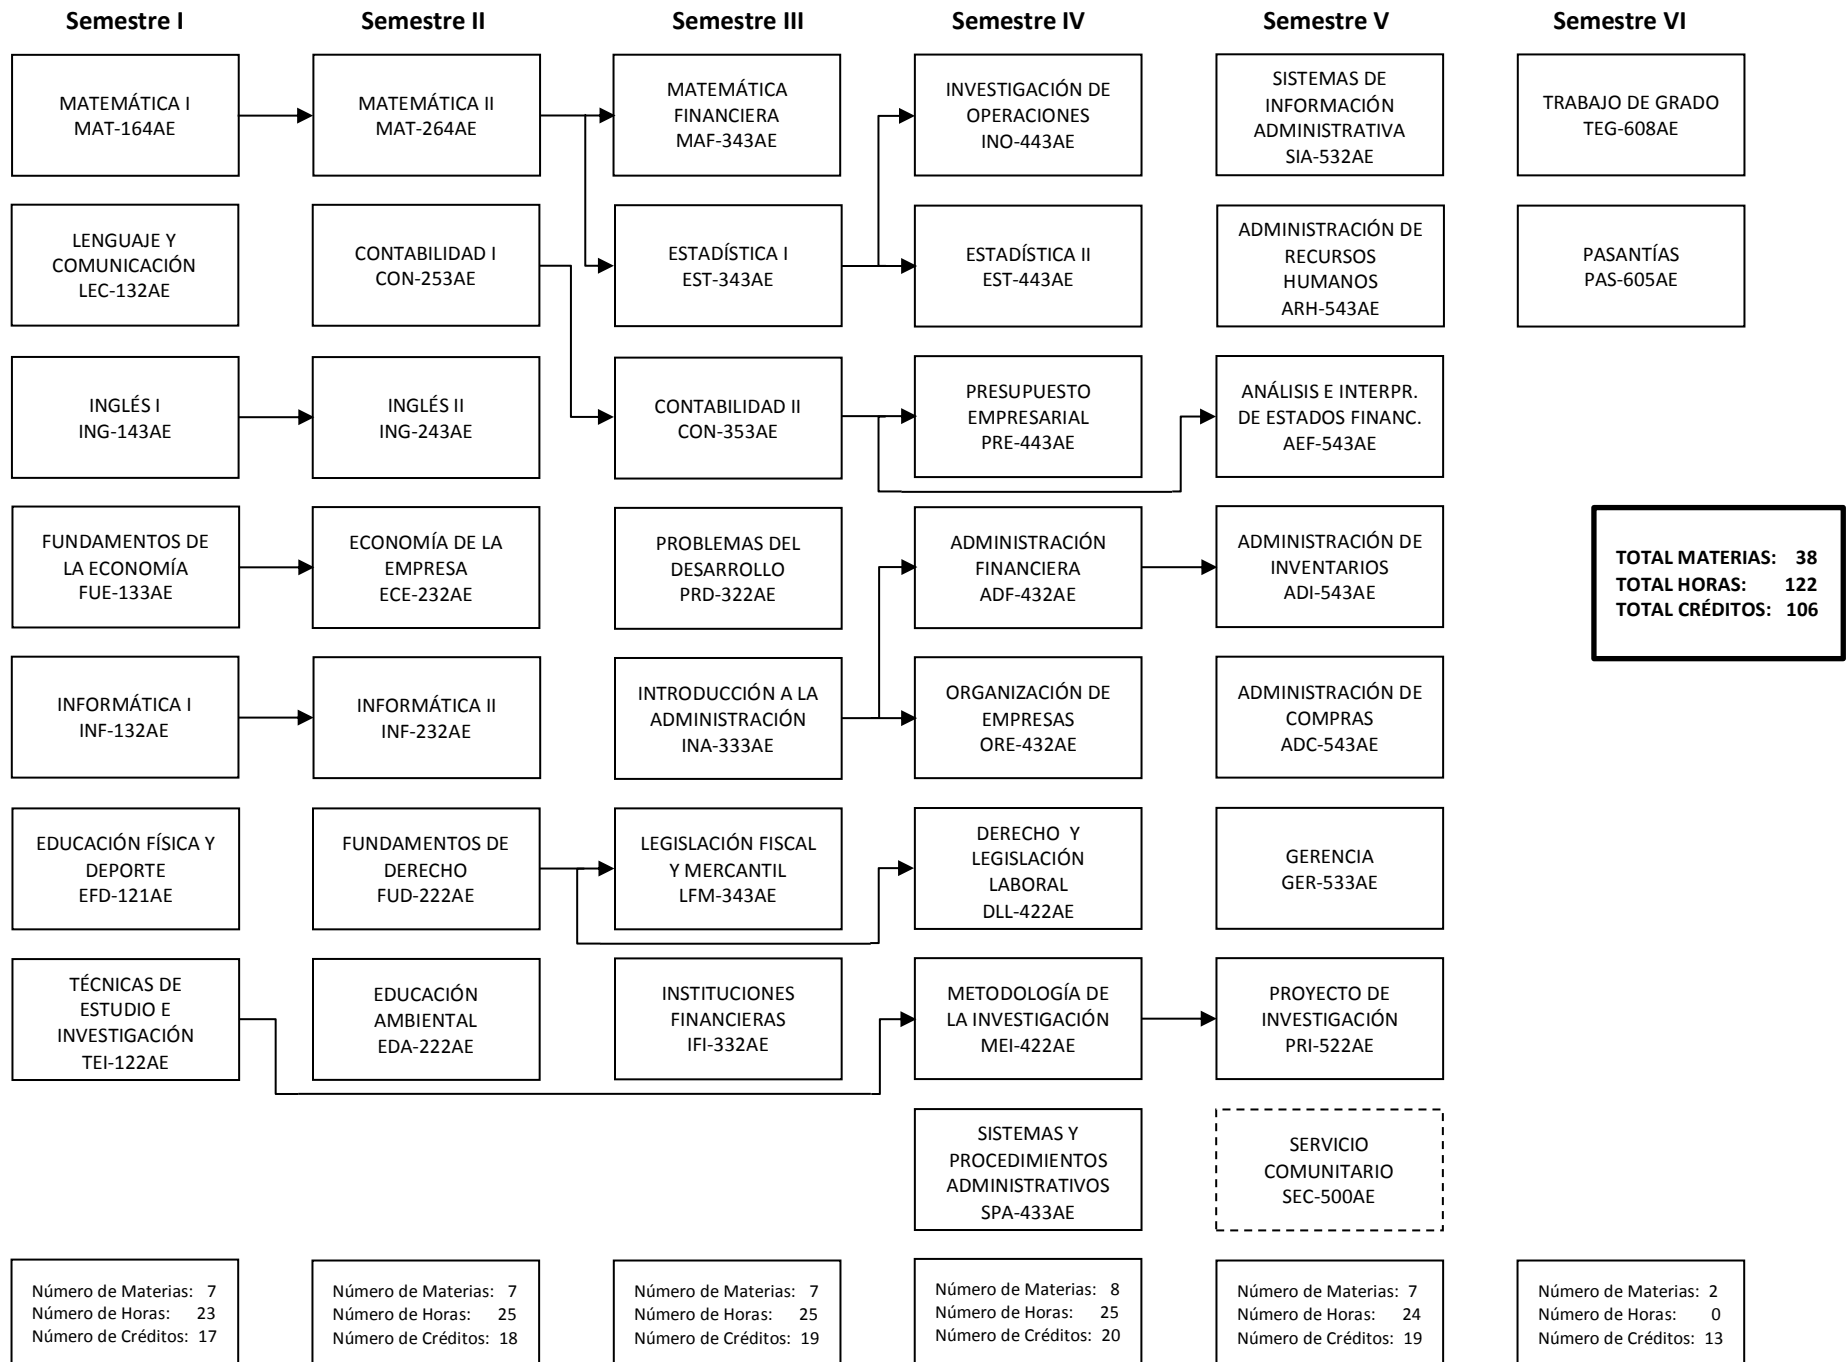 Semestre I
Semestre II
Semestre III
Semestre IV
Semestre V
Semestre VI
MATEMÁTICA I
MAT-164AE
MATEMÁTICA II
MAT-264AE
MATEMÁTICA
FINANCIERA
MAF-343AE
INVESTIGACIÓN DE
OPERACIONES
INO-443AE
SISTEMAS DE
INFORMACIÓN
ADMINISTRATIVA
SIA-532AE
TRABAJO DE GRADO
TEG-608AE
LENGUAJE Y
COMUNICACIÓN
LEC-132AE
CONTABILIDAD I
CON-253AE
ESTADÍSTICA I
EST-343AE
ESTADÍSTICA II
EST-443AE
ADMINISTRACIÓN DE
RECURSOS
HUMANOS
ARH-543AE
PASANTÍAS
PAS-605AE
INGLÉS I
ING-143AE
INGLÉS II
ING-243AE
CONTABILIDAD II
CON-353AE
PRESUPUESTO
EMPRESARIAL
PRE-443AE
ANÁLISIS E INTERPR.
DE ESTADOS FINANC.
AEF-543AE
FUNDAMENTOS DE
LA ECONOMÍA
FUE-133AE
ECONOMÍA DE LA
EMPRESA
ECE-232AE
PROBLEMAS DEL
DESARROLLO
PRD-322AE
ADMINISTRACIÓN
FINANCIERA
ADF-432AE
ADMINISTRACIÓN DE
INVENTARIOS
ADI-543AE
TOTAL MATERIAS: 38
TOTAL HORAS: 122
TOTAL CRÉDITOS: 106
INFORMÁTICA I
INF-132AE
INFORMÁTICA II
INF-232AE
INTRODUCCIÓN A LA
ADMINISTRACIÓN
INA-333AE
ORGANIZACIÓN DE
EMPRESAS
ORE-432AE
ADMINISTRACIÓN DE
COMPRAS
ADC-543AE
EDUCACIÓN FÍSICA Y
DEPORTE
EFD-121AE
FUNDAMENTOS DE
DERECHO
FUD-222AE
LEGISLACIÓN FISCAL
Y MERCANTIL
LFM-343AE
DERECHO Y
LEGISLACIÓN
LABORAL
DLL-422AE
GERENCIA
GER-533AE
TÉCNICAS DE
ESTUDIO E
INVESTIGACIÓN
TEI-122AE
EDUCACIÓN
AMBIENTAL
EDA-222AE
INSTITUCIONES
FINANCIERAS
IFI-332AE
METODOLOGÍA DE
LA INVESTIGACIÓN
MEI-422AE
PROYECTO DE
INVESTIGACIÓN
PRI-522AE
SISTEMAS Y
PROCEDIMIENTOS
ADMINISTRATIVOS
SPA-433AE
SERVICIO
COMUNITARIO
SEC-500AE
Número de Materias: 7
Número de Horas: 23
Número de Créditos: 17
Número de Materias: 7
Número de Horas: 25
Número de Créditos: 18
Número de Materias: 7
Número de Horas: 25
Número de Créditos: 19
Número de Materias: 8
Número de Horas: 25
Número de Créditos: 20
Número de Materias: 7
Número de Horas: 24
Número de Créditos: 19
Número de Materias: 2
Número de Horas: 0
Número de Créditos: 13